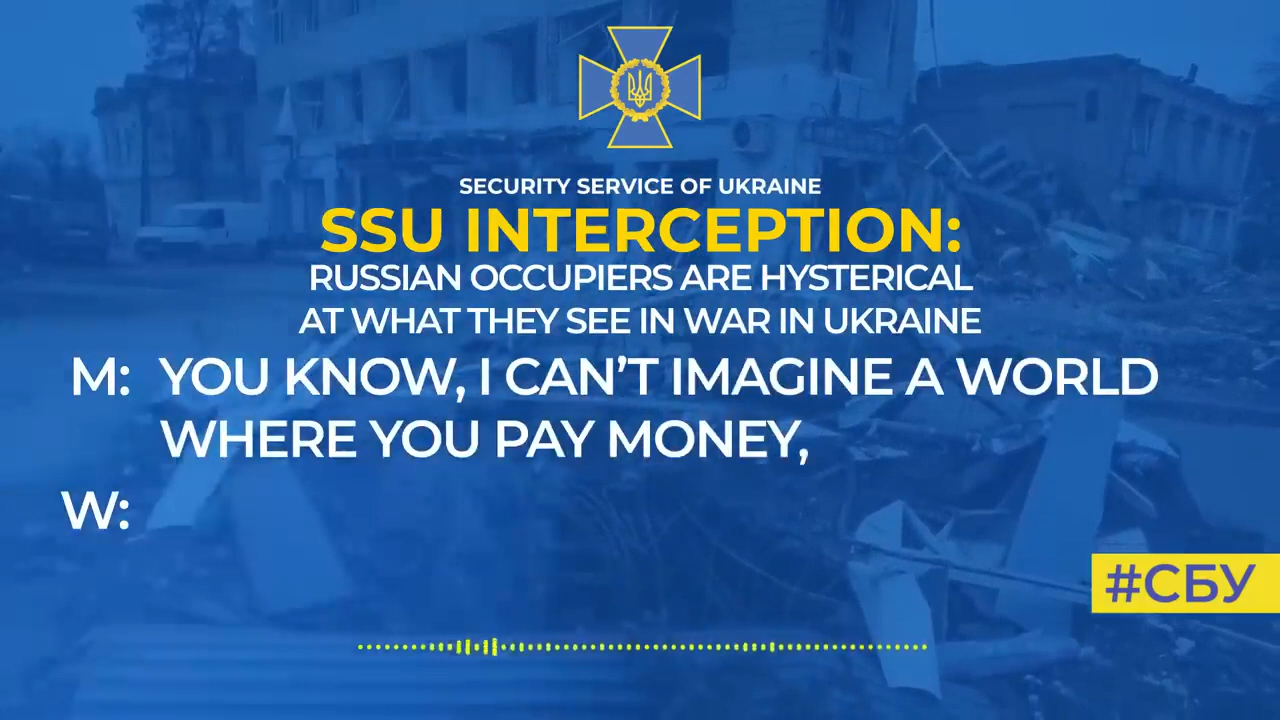 SECURITY SERVICE OF UKRAINE
SSU INTERCEPTION:
RUSSIAN OCCUPIERS ARE HYSTERICAL
AT WHAT THEY SEE IN WAR IN UKRAINE
M: YOU KNOW, I CAN’T IMAGINE A WORLD
WHERE YOU PAY MONEY,
W:
#СБУ